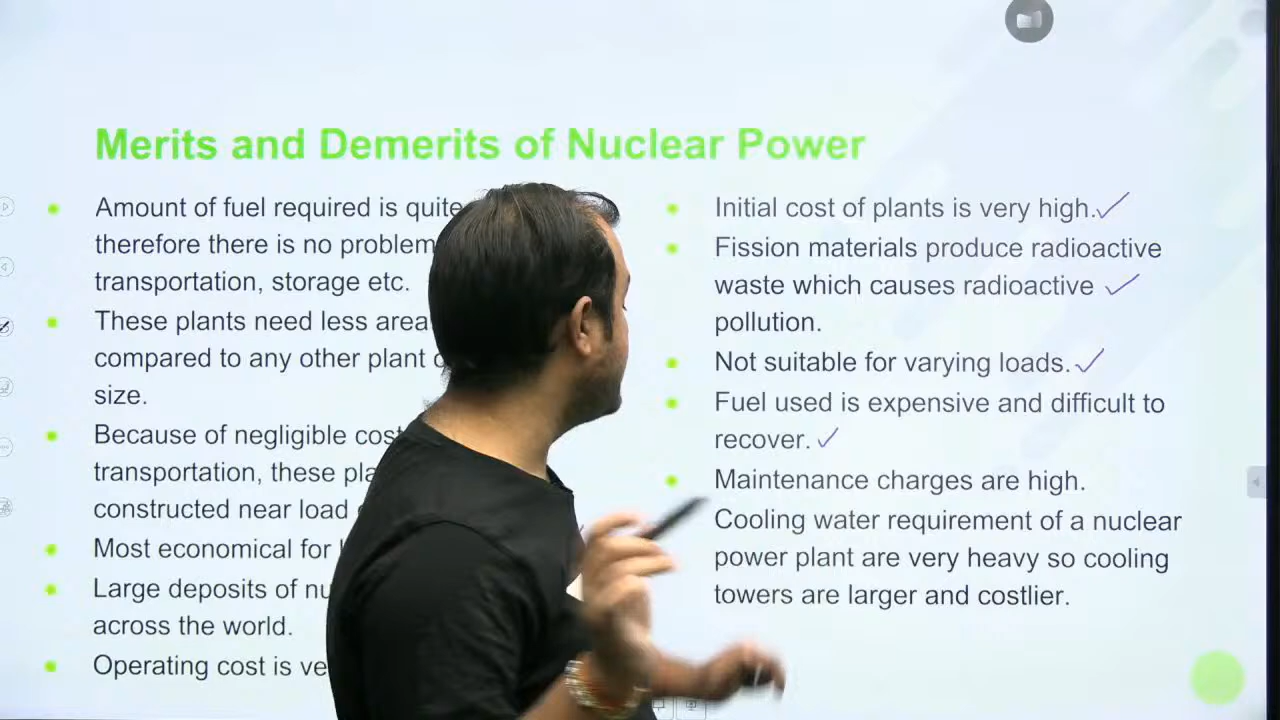 Merits and Demerits of Nuclear Power
Amount of fuel required is quite
therefore there is no problem
transportation, storage etc.
These plants need less area
compared to any other plant
size.
Because of negligible cost
transportation, these
constructed near load
Most economical for
Large deposits of
across the world.
Operating cost is
Initial cost of plants is very high.
Fission materials produce radioactive
waste which causes radioactive
pollution.
Not suitable for varying loads.
Fuel used is expensive and difficult to
recover.
Maintenance charges are high.
Cooling water requirement of a nuclear
power plant are very heavy so cooling
towers are larger and costlier.